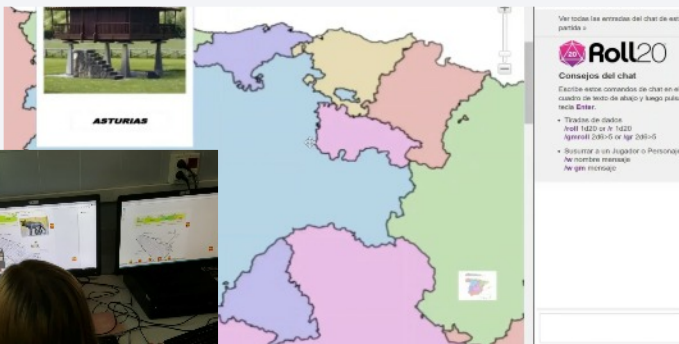 Ver todas las entradas del chat de esta
partida »
Roll20
Consejos del chat
Escribe estos comandos de chat en el
cuadro de texto de abajo y luego pulsa
tecla Enter.
• Tiradas de dados
/roll 1d20 or /r 1d20
/gmroll 2d6>5 or /gr 2d6>5
• Susurrar a un Jugador o Personaje
/w nombre mensaje
/w gm mensaje
ASTURIAS